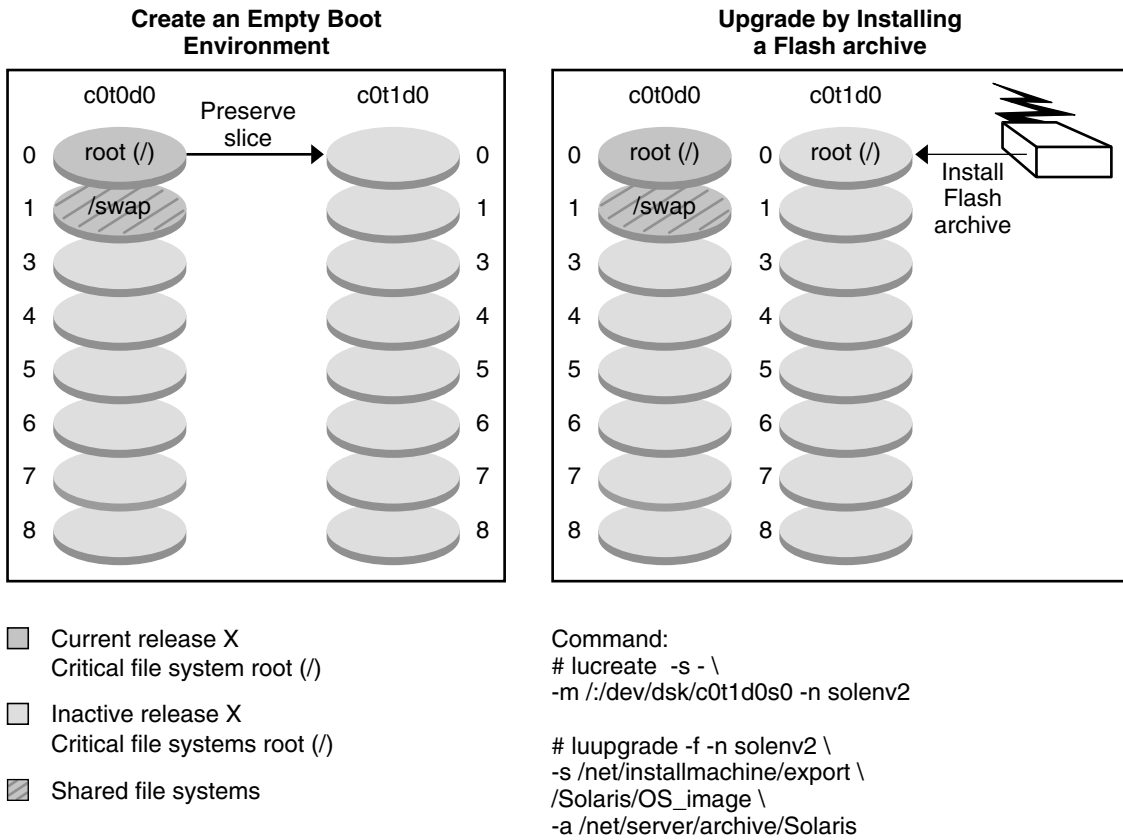 Create an Empty Boot
Environment
c0t0d0
c0t1d0
Preserve
slice
0
root (/)
0
1
/swap
1
3
3
4
4
5
5
6
6
7
7
8
8
Upgrade by Installing
a Flash archive
c0t0d0
c0t1d0
0
root (/)
0
root (/)
Install
Flash
archive
1
/swap
1
3
3
4
4
5
5
6
6
7
7
8
8
Current release X
Critical file system root (/)
Inactive release X
Critical file systems root (/)
Shared file systems
Command:
# lucreate -s - \
-m /:/dev/dsk/c0t1d0s0 -n solenv2
# luupgrade -f -n solenv2 \
-s /net/installmachine/export \
/Solaris/OS_image \
-a /net/server/archive/Solaris